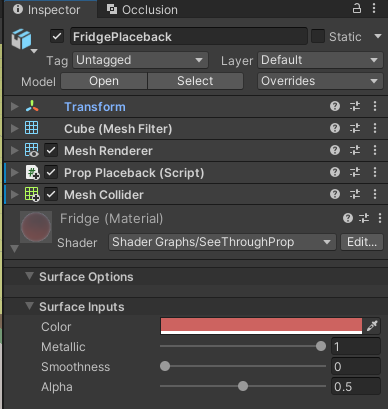 Inspector
Occlusion
FridgePlaceback
Static
Tag Untagged Layer Default
Model Open Select Overrides
Transform
Cube (Mesh Filter)
Mesh Renderer
Prop Placeback (Script)
Mesh Collider
Fridge (Material)
Shader Shader Graphs/SeeThroughProp Edit...
Surface Options
Surface Inputs
Color
Metallic 1
Smoothness 0
Alpha 0.5